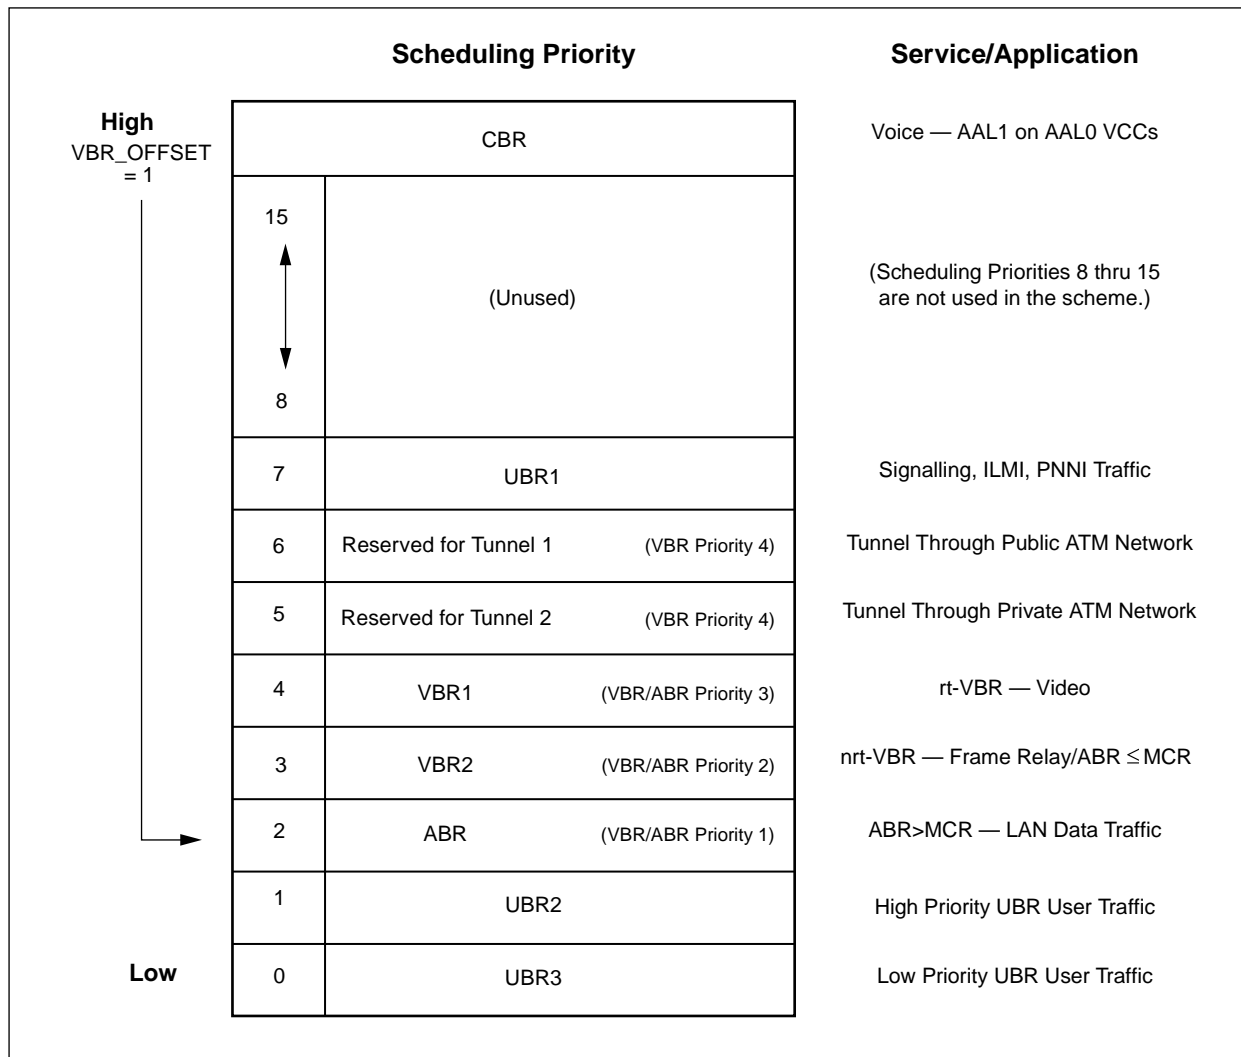 Scheduling Priority Service/Application
High
VBR_OFFSET
= 1
CBR Voice — AAL1 on AAL0 VCCs
15
(Unused)
8
(Scheduling Priorities 8 thru 15
are not used in the scheme.)
7 UBR1 Signalling, ILMI, PNNI Traffic
6 Reserved for Tunnel 1 (VBR Priority 4) Tunnel Through Public ATM Network
5 Reserved for Tunnel 2 (VBR Priority 4) Tunnel Through Private ATM Network
4 VBR1 (VBR/ABR Priority 3) rt-VBR — Video
3 VBR2 (VBR/ABR Priority 2) nrt-VBR — Frame Relay/ABR ≤ MCR
2 ABR (VBR/ABR Priority 1) ABR>MCR — LAN Data Traffic
1 UBR2 High Priority UBR User Traffic
Low 0 UBR3 Low Priority UBR User Traffic